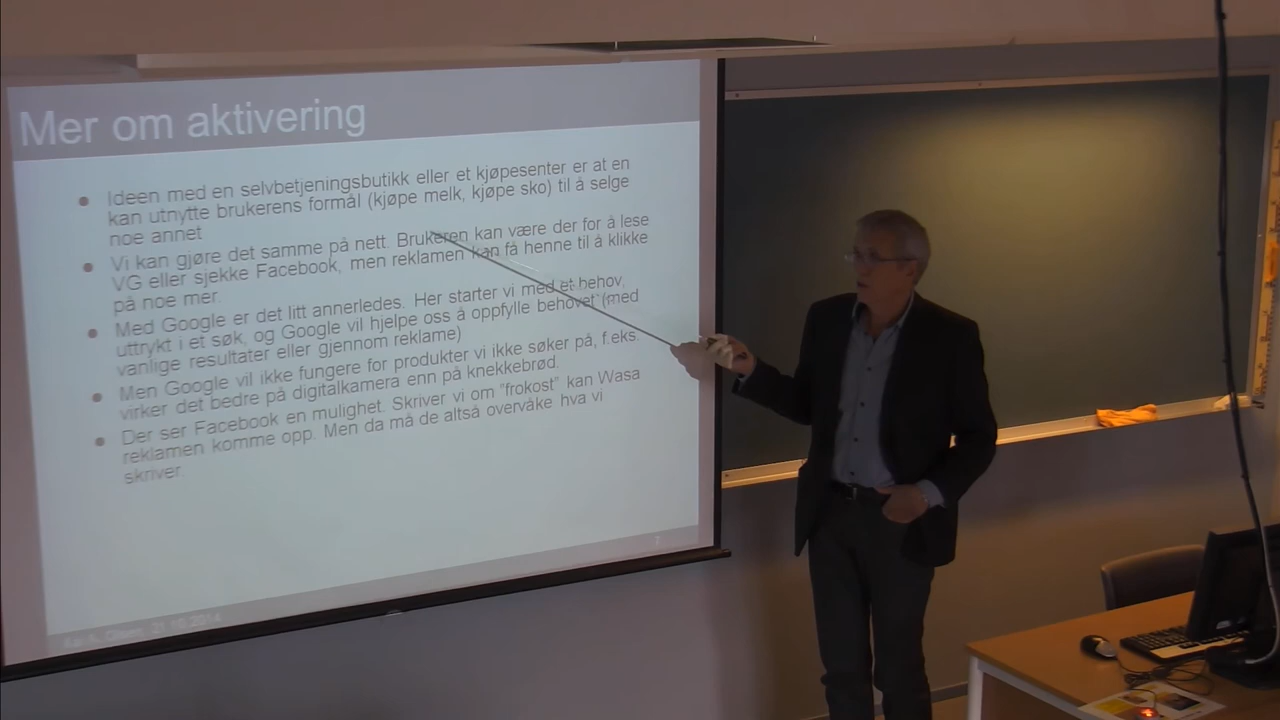 Mer om aktivering
• Ideen med en selvbetjeningsbutikk eller et kjøpesenter er at en
kan utnytte brukerens formål (kjøpe melk, kjøpe sko) til å selge
noe annet
• Vi kan gjøre det samme på nett. Brukeren kan være der for å lese
VG eller sjekke Facebook, men reklamen kan få henne til å klikke
på noe mer.
• Med Google er det litt annerledes. Her starter vi med et behov,
uttrykt i et søk, og Google vil hjelpe oss å oppfylle behovet (med
vanlige resultater eller gjennom reklame)
• Men Google vil ikke fungere for produkter vi ikke søker på, f.eks.
virker det bedre på digitalkamera enn på knekkebrød.
• Der ser Facebook en mulighet. Skriver vi om "frokost" kan Wasa
reklamen komme opp. Men da må de altså overvåke hva vi
skriver.
7